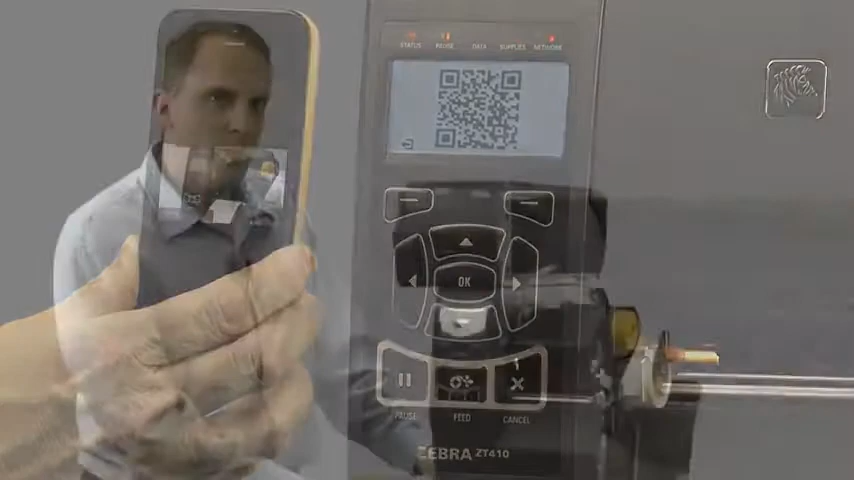 STATUS PAUSE DATA SUPPLIES NETWORK
OK
PAUSE FEED CANCEL
ZEBRA ZT410